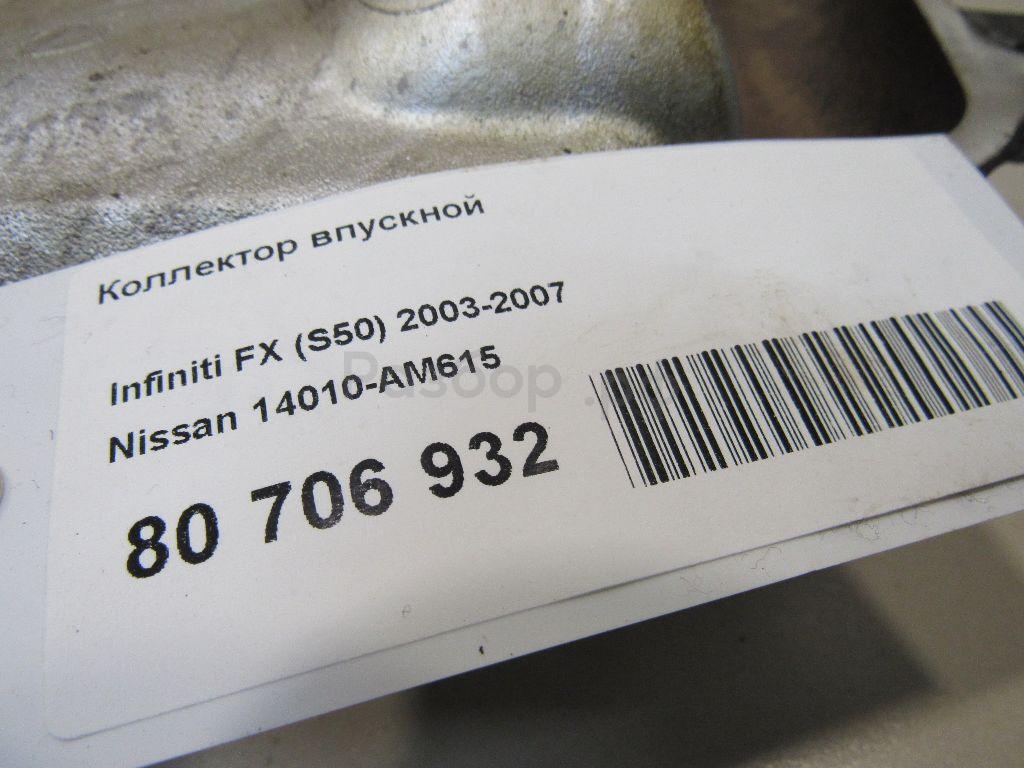 Коллектор впускной
Infiniti FX (S50) 2003-2007
Nissan 14010-AM615
80 706 932